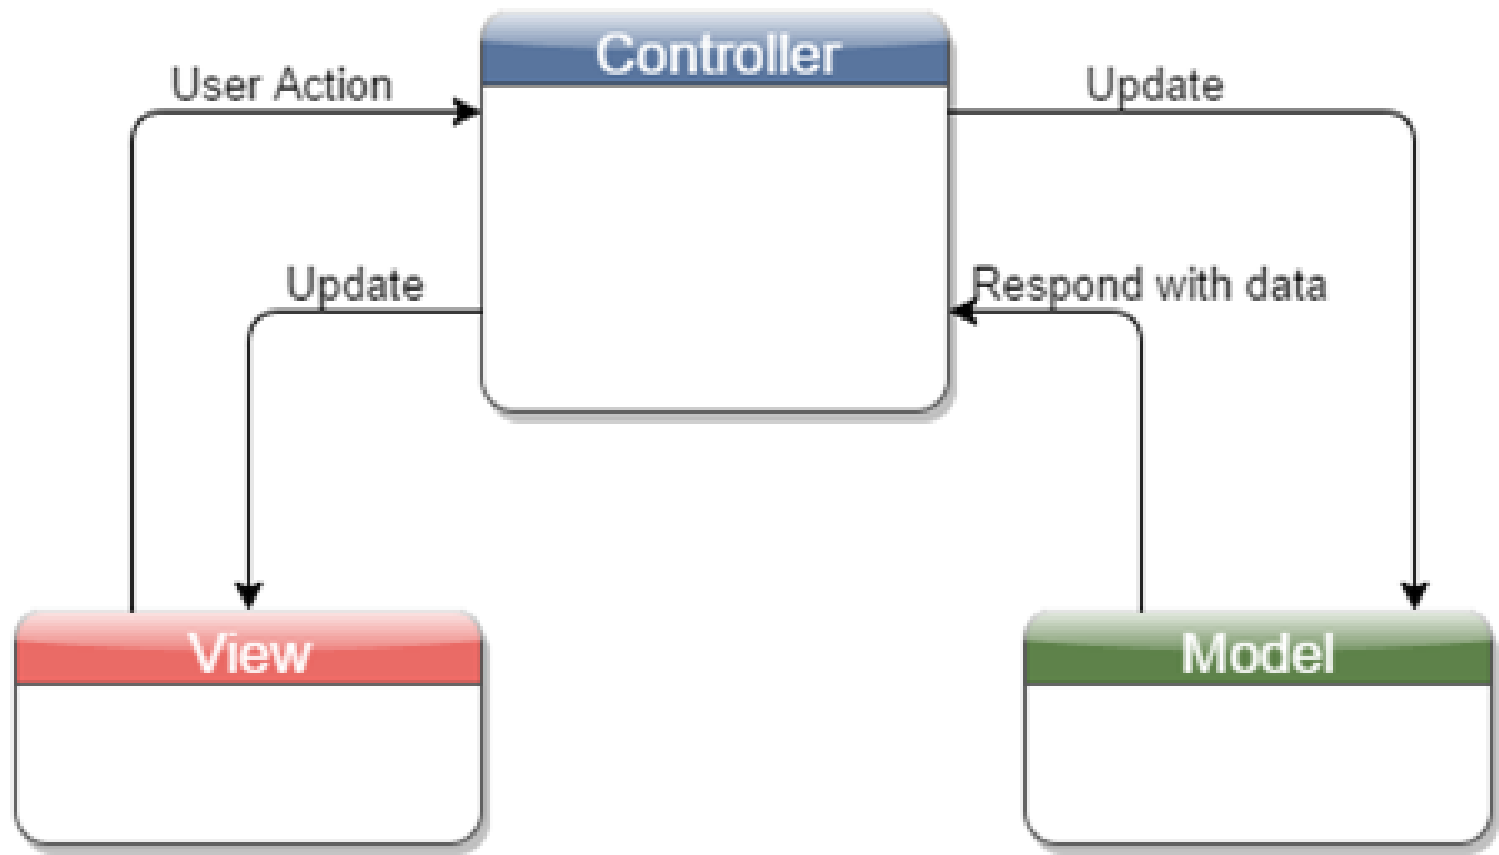 Controller
User Action
Update
Update
Respond with data
View
Model